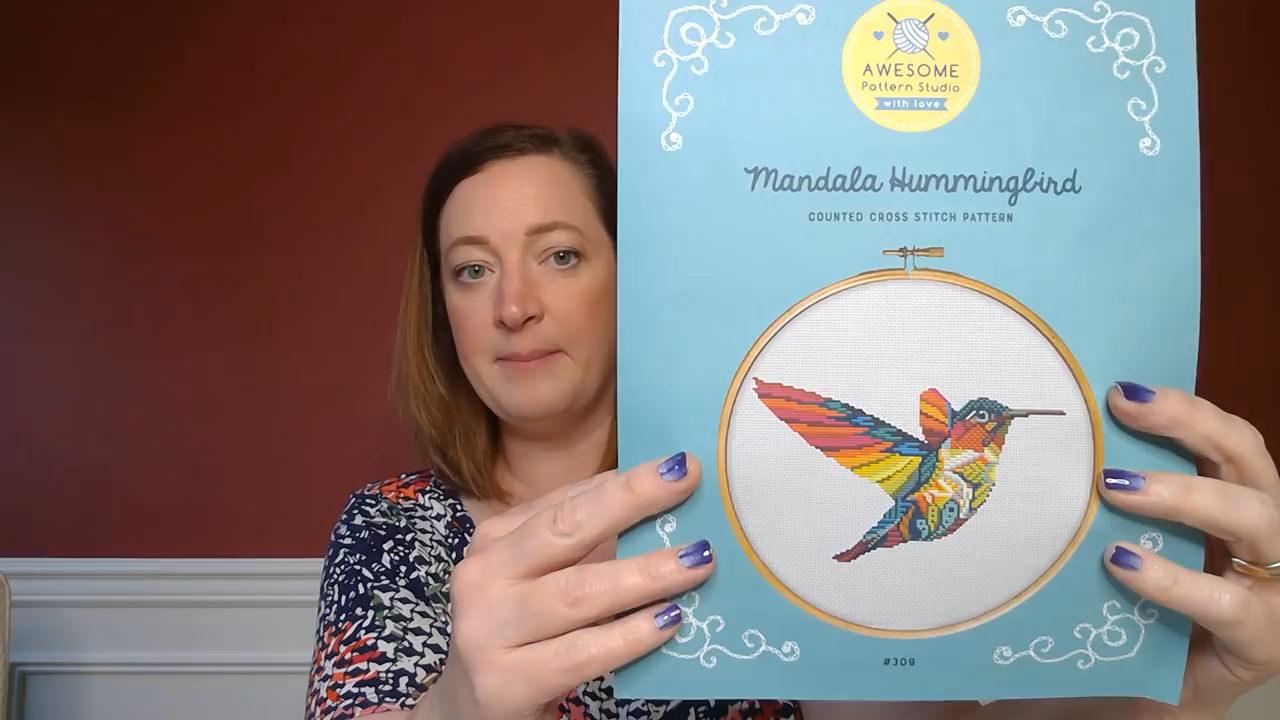 AWESOME
Pattern Studio
with love
Mandala Hummingbird
COUNTED CROSS STITCH PATTERN
#309